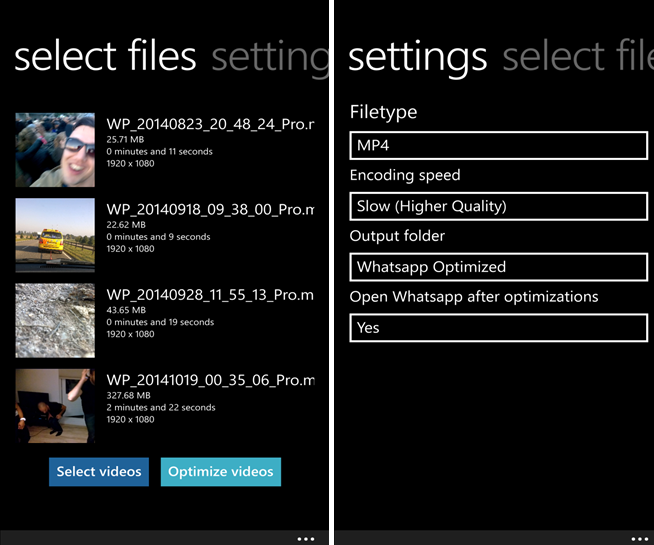 select files setting
WP_20140823_20_48_24_Pro.m
25.71 MB
0 minutes and 11 seconds
1920 x 1080
WP_20140918_09_38_00_Pro.m
22.62 MB
0 minutes and 9 seconds
1920 x 1080
WP_20140928_11_55_13_Pro.m
43.65 MB
0 minutes and 19 seconds
1920 x 1080
WP_20141019_00_35_06_Pro.m
327.68 MB
2 minutes and 22 seconds
1920 x 1080
Select videos Optimize videos
settings select file
Filetype
MP4
Encoding speed
Slow (Higher Quality)
Output folder
Whatsapp Optimized
Open Whatsapp after optimizations
Yes